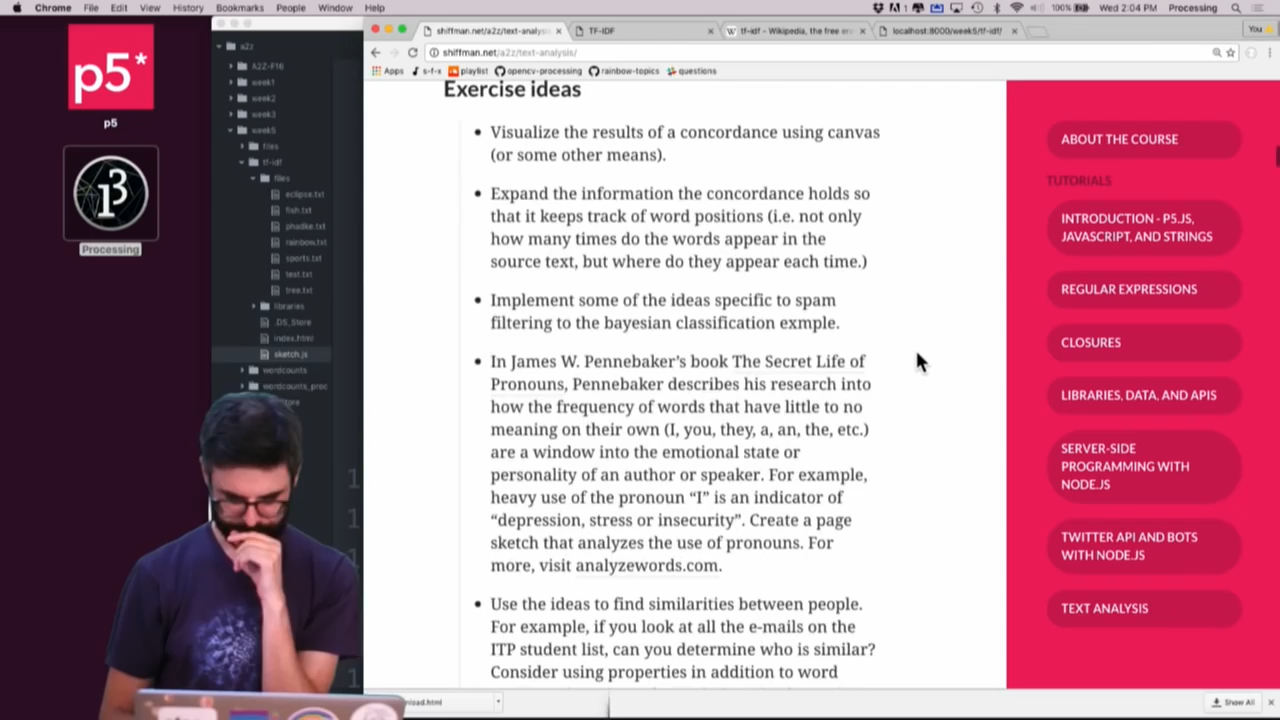 Chrome File Edit View History Bookmarks People Window Help
100% Wed 2:04 PM Processing
p5*
p5
Processing
a2z
A2Z-F16
week1
week2
week3
week5
files
tf-idf
files
eclipse.txt
fish.txt
phadke.txt
rainbow.txt
sports.txt
test.txt
tree.txt
libraries
.DS_Store
index.html
sketch.js
wordcounts
wordcounts_proc
shiffman.net/a2z/text-analysis
TF-IDF
tf-idf - Wikipedia, the free en
localhost:8000/week5/tf-idf/
You
shiffman.net/a2z/text-analysis/
Apps s-f-x playlist opencv-processing rainbow-topics questions
Exercise ideas
• Visualize the results of a concordance using canvas
(or some other means).
• Expand the information the concordance holds so
that it keeps track of word positions (i.e. not only
how many times do the words appear in the
source text, but where do they appear each time.)
• Implement some of the ideas specific to spam
filtering to the bayesian classification exmple.
• In James W. Pennebaker's book The Secret Life of
Pronouns, Pennebaker describes his research into
how the frequency of words that have little to no
meaning on their own (I, you, they, a, an, the, etc.)
are a window into the emotional state or
personality of an author or speaker. For example,
heavy use of the pronoun “I” is an indicator of
“depression, stress or insecurity”. Create a page
sketch that analyzes the use of pronouns. For
more, visit analyzewords.com.
• Use the ideas to find similarities between people.
For example, if you look at all the e-mails on the
ITP student list, can you determine who is similar?
Consider using properties in addition to word
ABOUT THE COURSE
TUTORIALS
INTRODUCTION - P5.JS,
JAVASCRIPT, AND STRINGS
REGULAR EXPRESSIONS
CLOSURES
LIBRARIES, DATA, AND APIS
SERVER-SIDE
PROGRAMMING WITH
NODE.JS
TWITTER API AND BOTS
WITH NODE.JS
TEXT ANALYSIS
nload.html
Show All